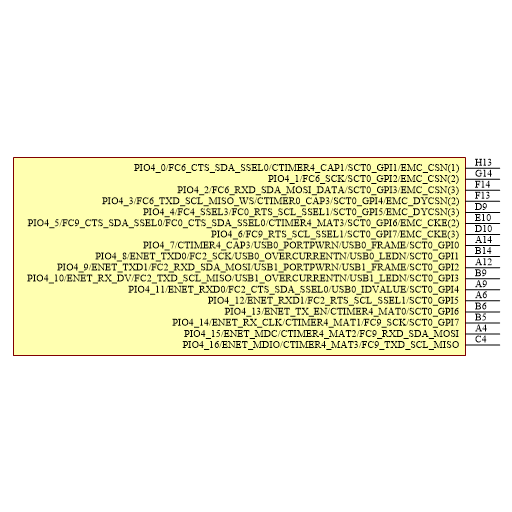 PIO4_0/FC6_CTS_SDA_SSEL0/CTIMER4_CAP1/SCT0_GPI1/EMC_CSN(1) H13
PIO4_1/FC6_SCK/SCT0_GPI2/EMC_CSN(2) G14
PIO4_2/FC6_RXD_SDA_MOSI_DATA/SCT0_GPI3/EMC_CSN(3) F14
PIO4_3/FC6_TXD_SCL_MISO_WS/CTIMER0_CAP3/SCT0_GPI4/EMC_DYCSN(2) F13
PIO4_4/FC4_SSEL3/FC0_RTS_SCL_SSEL1/SCT0_GPI5/EMC_DYCSN(3) D9
PIO4_5/FC9_CTS_SDA_SSEL0/FC0_CTS_SDA_SSEL0/CTIMER4_MAT3/SCT0_GPI6/EMC_CKE(2) E10
PIO4_6/FC9_RTS_SCL_SSEL1/SCT0_GPI7/EMC_CKE(3) D10
PIO4_7/CTIMER4_CAP3/USB0_PORTPWRN/USB0_FRAME/SCT0_GPI0 A14
PIO4_8/ENET_TXD0/FC2_SCK/USB0_OVERCURRENTN/USB0_LEDN/SCT0_GPI1 B14
PIO4_9/ENET_TXD1/FC2_RXD_SDA_MOSI/USB1_PORTPWRN/USB1_FRAME/SCT0_GPI2 A12
PIO4_10/ENET_RX_DV/FC2_TXD_SCL_MISO/USB1_OVERCURRENTN/USB1_LEDN/SCT0_GPI3 B9
PIO4_11/ENET_RXD0/FC2_CTS_SDA_SSEL0/USB0_IDVALUE/SCT0_GPI4 A9
PIO4_12/ENET_RXD1/FC2_RTS_SCL_SSEL1/SCT0_GPI5 A6
PIO4_13/ENET_TX_EN/CTIMER4_MAT0/SCT0_GPI6 B6
PIO4_14/ENET_RX_CLK/CTIMER4_MAT1/FC9_SCK/SCT0_GPI7 B5
PIO4_15/ENET_MDC/CTIMER4_MAT2/FC9_RXD_SDA_MOSI A4
PIO4_16/ENET_MDIO/CTIMER4_MAT3/FC9_TXD_SCL_MISO C4